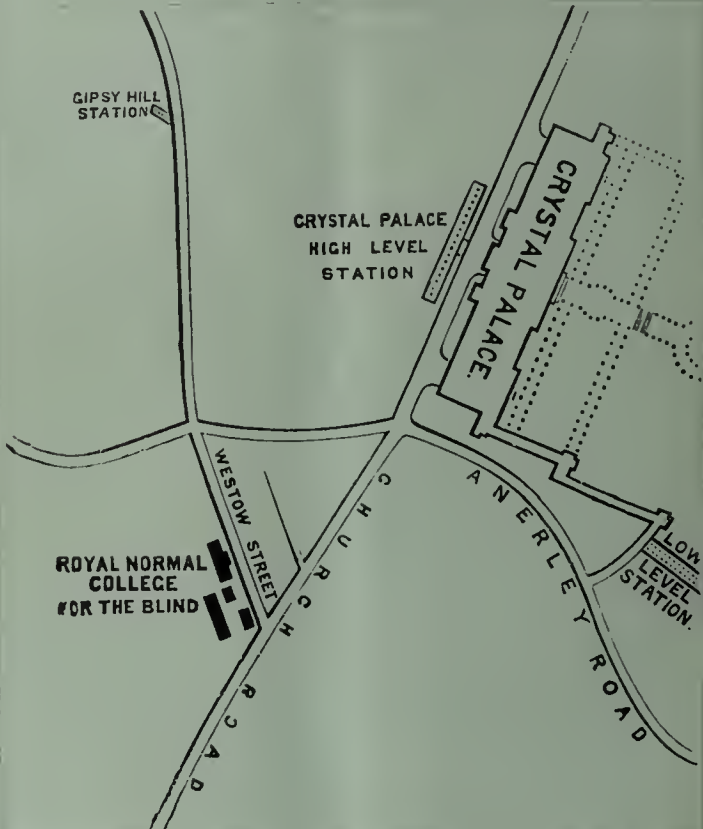 GIPSY HILL
STATION
CRYSTAL PALACE
HIGH LEVEL
STATION
CRYSTAL PALACE.
WESTOW STREET
ROYAL NORMAL
COLLEGE
FOR THE BLIND
CHURCH ROAD
ANERLEY ROAD
LOW
LEVEL
STATION.